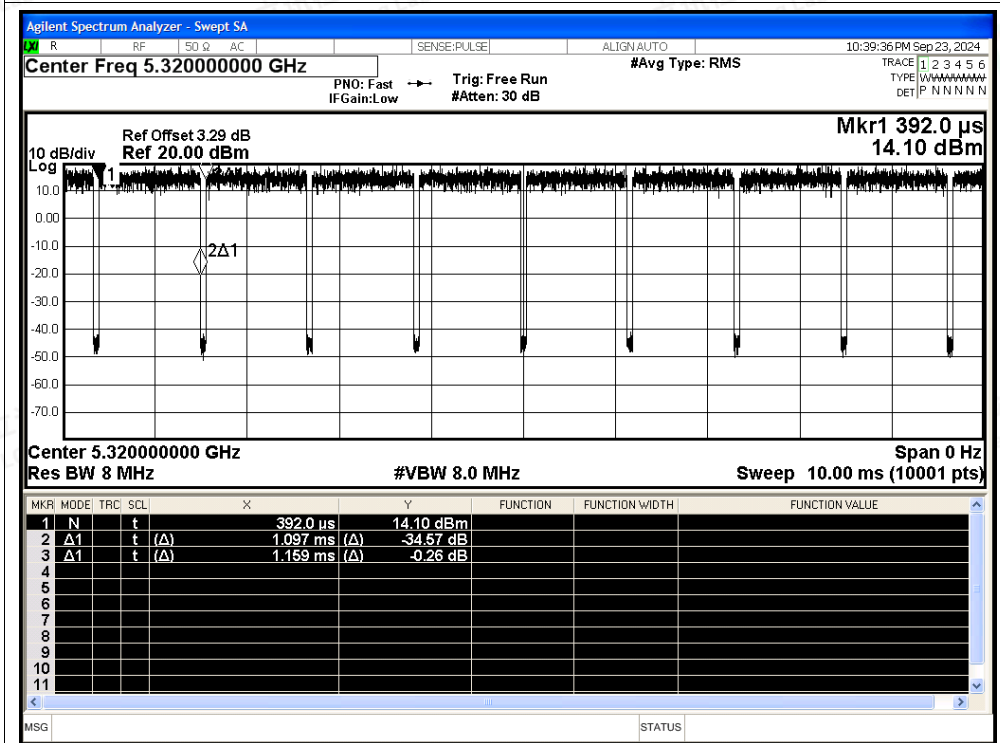 Agilent Spectrum Analyzer - Swept SA
LXI R RF 50 Ω AC SENSE:PULSE ALIGN AUTO 10:39:36 PM Sep 23, 2024
Center Freq 5.320000000 GHz #Avg Type: RMS TRACE 1 2 3 4 5 6
PNO: Fast Trig: Free Run TYPE W
IFGain:Low #Atten: 30 dB DET P N N N N N
Mkr1 392.0 µs
14.10 dBm
Ref Offset 3.29 dB
10 dB/div Ref 20.00 dBm
Log
1
10.0
0.00
-10.0
2Δ1
-20.0
-30.0
-40.0
-50.0
-60.0
-70.0
Center 5.320000000 GHz Span 0 Hz
Res BW 8 MHz #VBW 8.0 MHz Sweep 10.00 ms (10001 pts)
MKR MODE TRC SCL X Y FUNCTION FUNCTION WIDTH FUNCTION VALUE
1 N t 392.0 µs 14.10 dBm
2 Δ1 t (Δ) 1.097 ms (Δ) -34.57 dB
3 Δ1 t (Δ) 1.159 ms (Δ) -0.26 dB
4
5
6
7
8
9
10
11
MSG STATUS